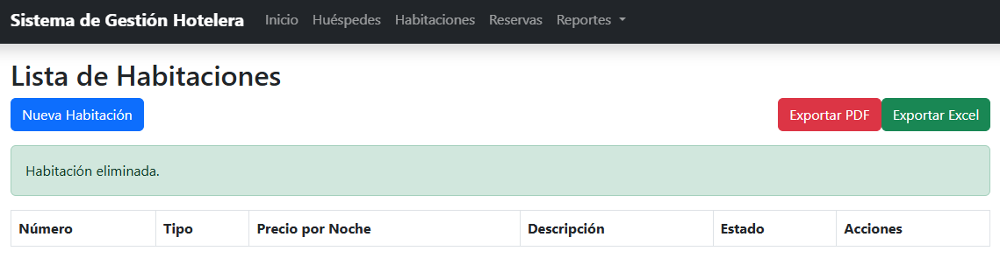 Sistema de Gestión Hotelera Inicio Huéspedes Habitaciones Reservas Reportes
Lista de Habitaciones
Nueva Habitación Exportar PDF Exportar Excel
Habitación eliminada.
Número Tipo Precio por Noche Descripción Estado Acciones